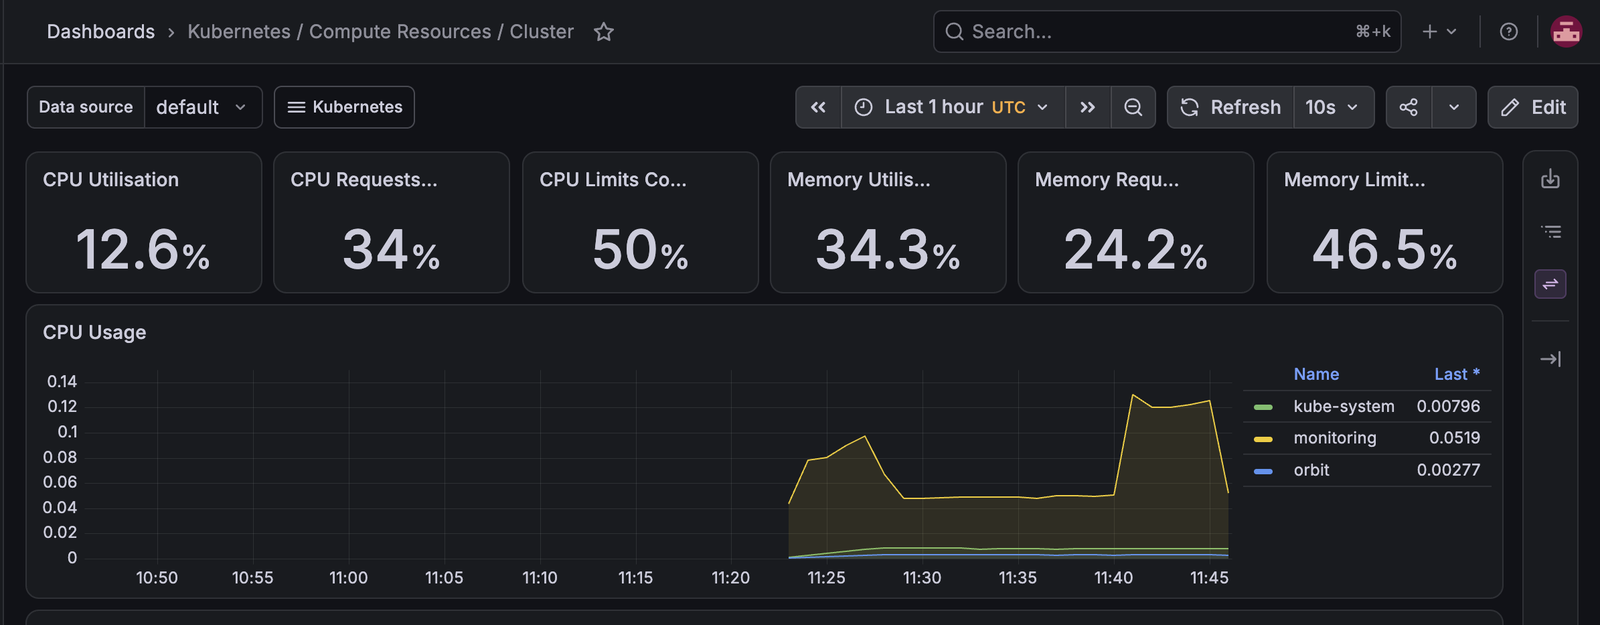 Dashboards › Kubernetes / Compute Resources / Cluster
Search... ⌘+k
Data source default Kubernetes Last 1 hour UTC Refresh 10s Edit
CPU Utilisation CPU Requests... CPU Limits Co... Memory Utilis... Memory Requ... Memory Limit...
12.6% 34% 50% 34.3% 24.2% 46.5%
CPU Usage
0.14
0.12
0.1
0.08
0.06
0.04
0.02
0
10:50 10:55 11:00 11:05 11:10 11:15 11:20 11:25 11:30 11:35 11:40 11:45
Name Last *
kube-system 0.00796
monitoring 0.0519
orbit 0.00277